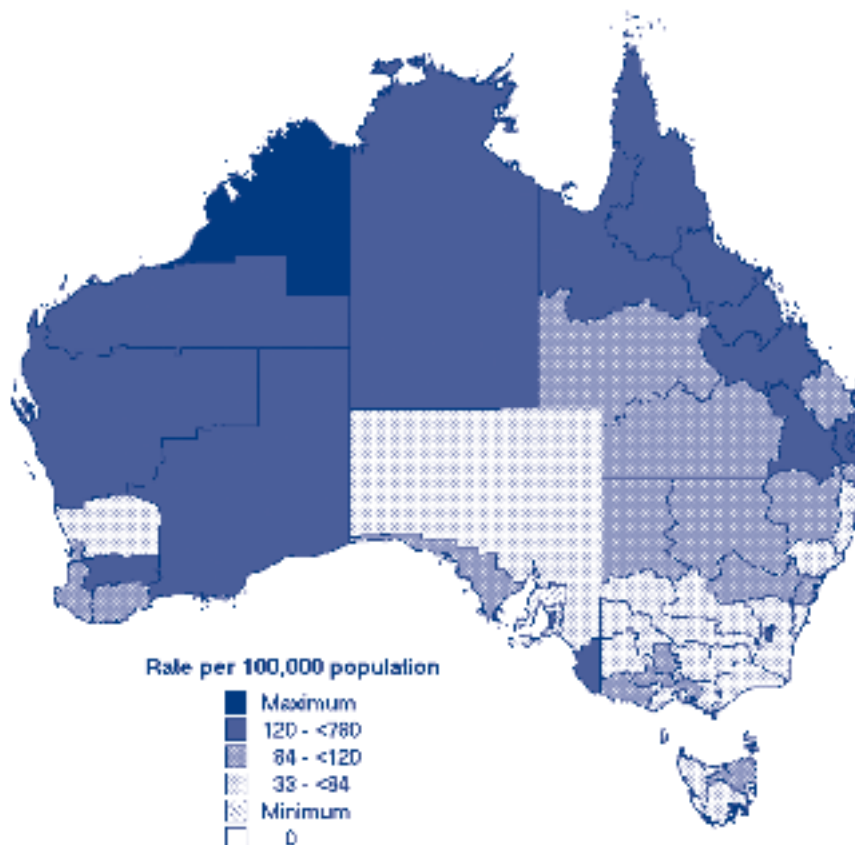 Rate per 100,000 population
Maximum
120 - <780
84 - <120
33 - <84
Minimum
0